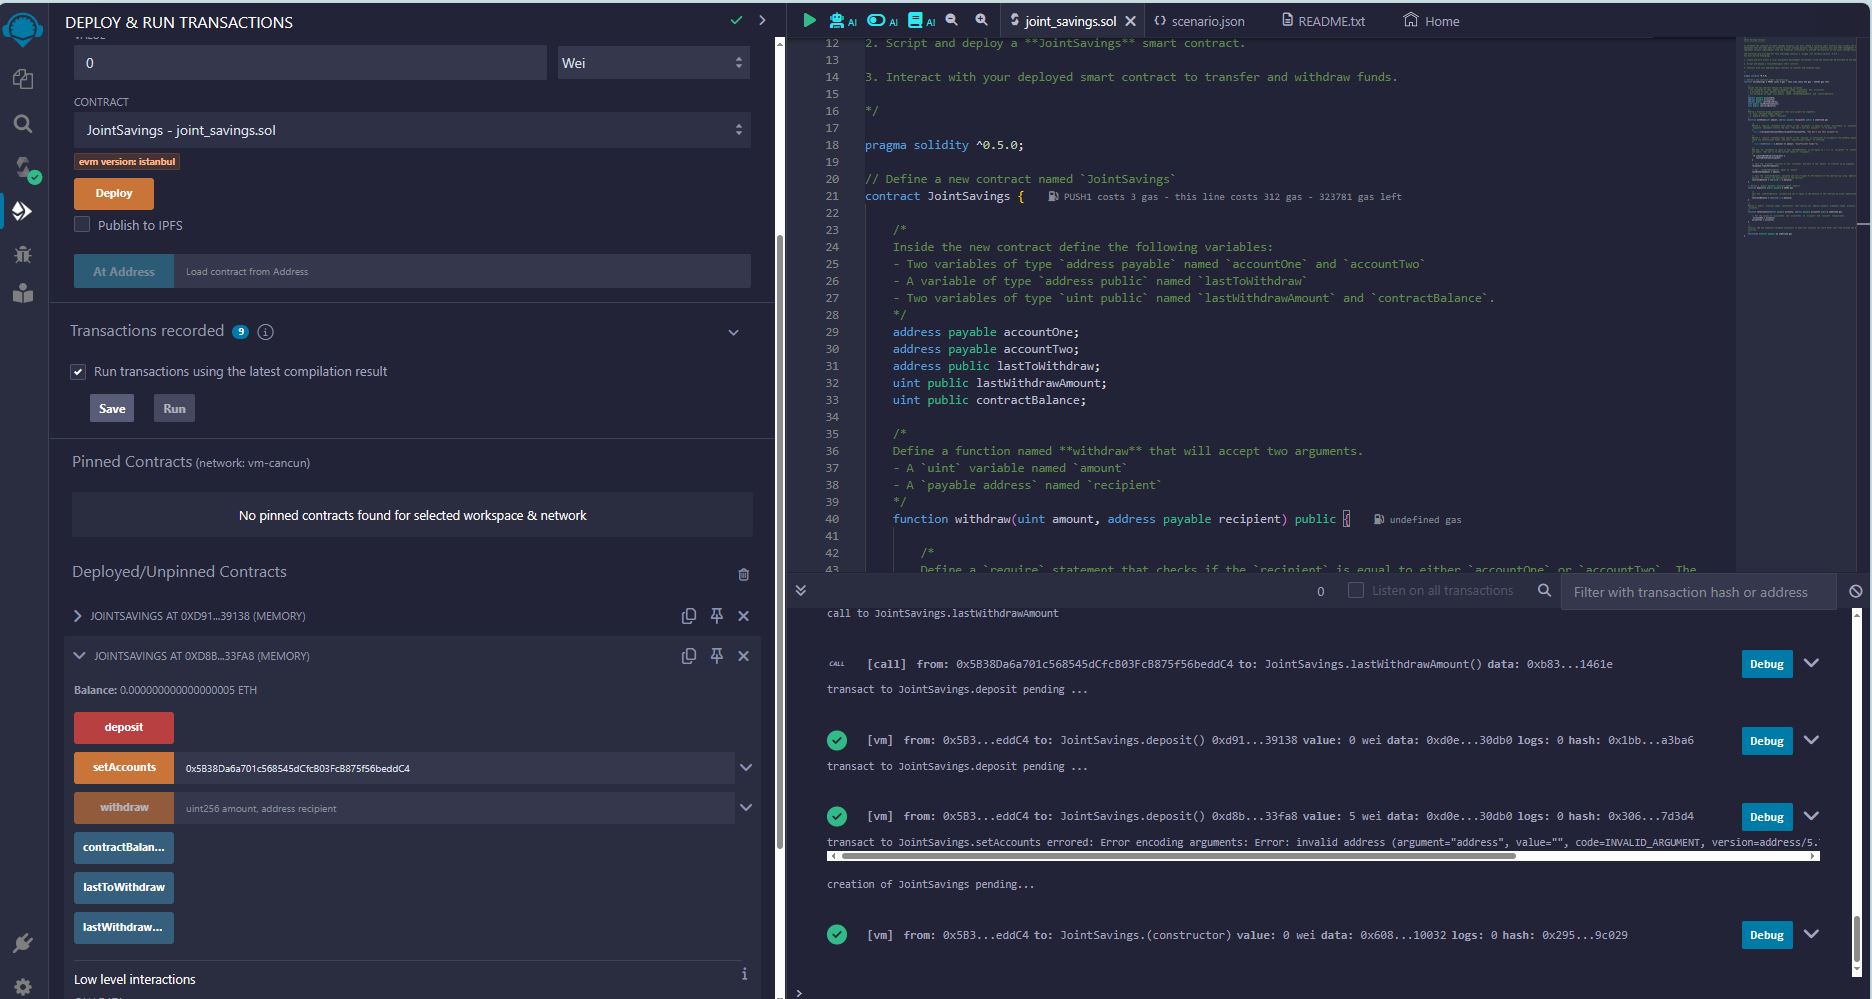 DEPLOY & RUN TRANSACTIONS
VALUE
0
Wei
CONTRACT
JointSavings - joint_savings.sol
evm version: istanbul
Deploy
Publish to IPFS
At Address
Load contract from Address
Transactions recorded 9 i
Run transactions using the latest compilation result
Save
Run
Pinned Contracts (network: vm-cancun)
No pinned contracts found for selected workspace & network
Deployed/Unpinned Contracts
JOINTSAVINGS AT 0XD91...39138 (MEMORY)
JOINTSAVINGS AT 0XD8B...33FA8 (MEMORY)
Balance: 0.000000000000000005 ETH
deposit
setAccounts
0x5B38Da6a701c568545dCfcB03FcB875f56beddC4
withdraw
uint256 amount, address recipient
contractBalan...
lastToWithdraw
lastWithdraw...
Low level interactions
i
AI
AI
AI
joint_savings.sol
scenario.json
README.txt
Home
12 2. Script and deploy a **JointSavings** smart contract.
13
14 3. Interact with your deployed smart contract to transfer and withdraw funds.
15
16 */
17
18 pragma solidity ^0.5.0;
19
20 // Define a new contract named `JointSavings`
21 contract JointSavings { PUSH1 costs 3 gas - this line costs 312 gas - 323781 gas left
22
23 /*
24 Inside the new contract define the following variables:
25 - Two variables of type `address payable` named `accountOne` and `accountTwo`
26 - A variable of type `address public` named `lastToWithdraw`
27 - Two variables of type `uint public` named `lastWithdrawAmount` and `contractBalance`.
28 */
29 address payable accountOne;
30 address payable accountTwo;
31 address public lastToWithdraw;
32 uint public lastWithdrawAmount;
33 uint public contractBalance;
34
35 /*
36 Define a function named **withdraw** that will accept two arguments.
37 - A `uint` variable named `amount`
38 - A `payable address` named `recipient`
39 */
40 function withdraw(uint amount, address payable recipient) public { undefined gas
41
42 /*
43 Define a `require` statement that checks if the `recipient` is equal to either `accountOne` or `accountTwo`. The
0
Listen on all transactions
Filter with transaction hash or address
call to JointSavings.lastWithdrawAmount
CALL [call] from: 0x5B38Da6a701c568545dCfcB03FcB875f56beddC4 to: JointSavings.lastWithdrawAmount() data: 0xb83...1461e
Debug
transact to JointSavings.deposit pending ...
[vm] from: 0x5B3...eddC4 to: JointSavings.deposit() 0xd91...39138 value: 0 wei data: 0xd0e...30db0 logs: 0 hash: 0x1bb...a3ba6
Debug
transact to JointSavings.deposit pending ...
[vm] from: 0x5B3...eddC4 to: JointSavings.deposit() 0xd8b...33fa8 value: 5 wei data: 0xd0e...30db0 logs: 0 hash: 0x306...7d3d4
Debug
transact to JointSavings.setAccounts errored: Error encoding arguments: Error: invalid address (argument="address", value="", code=INVALID_ARGUMENT, version=address/5.
creation of JointSavings pending...
[vm] from: 0x5B3...eddC4 to: JointSavings.(constructor) value: 0 wei data: 0x608...10032 logs: 0 hash: 0x295...9c029
Debug
>